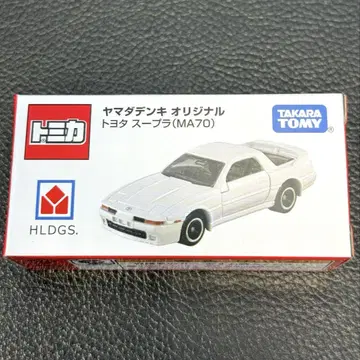 トミカ
ヤマダデンキ オリジナル
トヨタ スープラ(MA70)
TAKARA
TOMY
®
HLDGS.